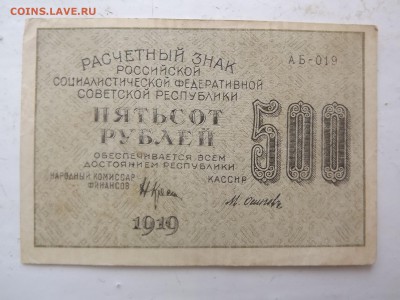 COINS.LAVE.RU
РАСЧЕТНЫЙ ЗНАК
РОССИЙСКОЙ
АБ-019
СОЦИАЛИСТИЧЕСКОЙ ФЕДЕРАТИВНОЙ
СОВЕТСКОЙ РЕСПУБЛИКИ
ПЯТЬСОТ
РУБЛЕЙ
500
ОБЕСПЕЧИВАЕТСЯ ВСЕМ
ДОСТОЯНИЕМ РЕСПУБЛИКИ
НАРОДНЫЙ КОМИССАР
ФИНАНСОВ
КАССИР
1919